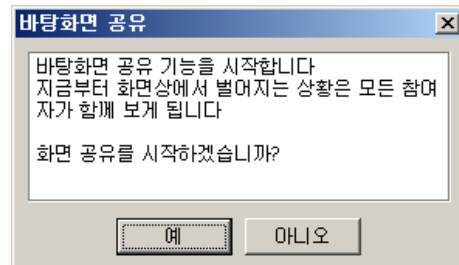 바탕화면 공유
바탕화면 공유 기능을 시작합니다
지금부터 화면상에서 벌어지는 상황은 모든 참여
자가 함께 보게 됩니다
화면 공유를 시작하겠습니까?
예
아니오